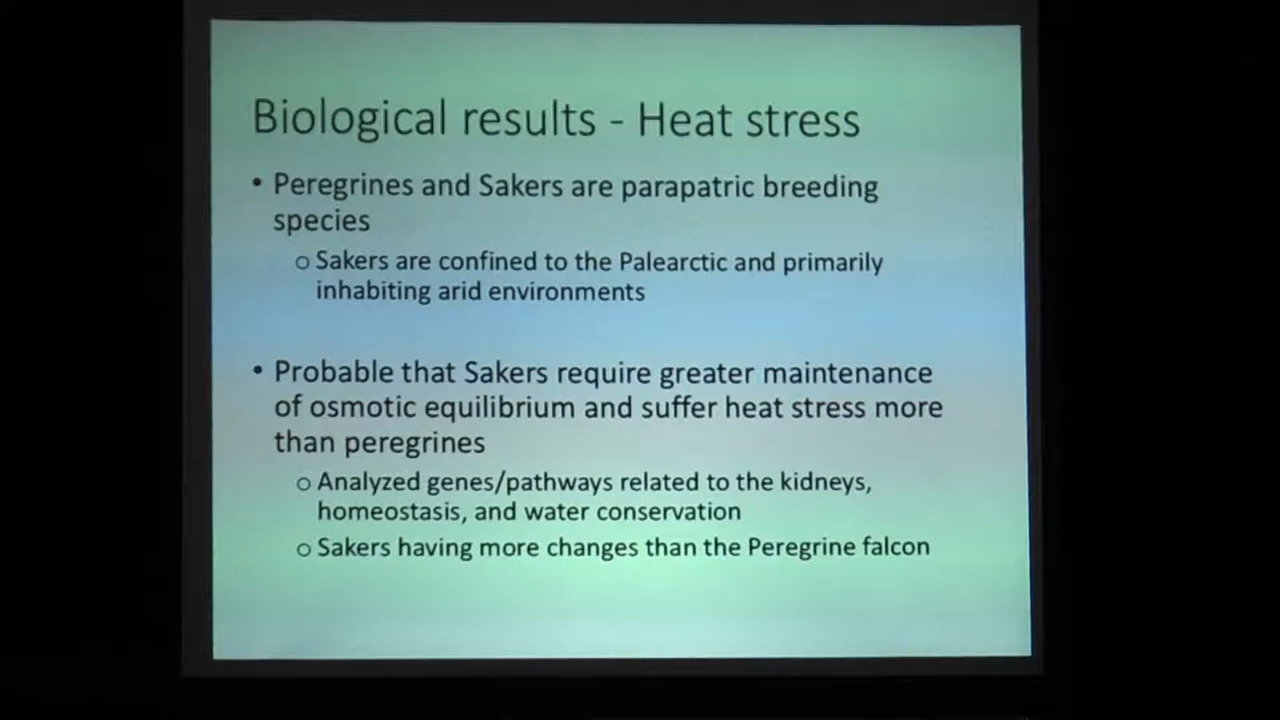 Biological results - Heat stress
• Peregrines and Sakers are parapatric breeding
species
o Sakers are confined to the Palearctic and primarily
inhabiting arid environments
• Probable that Sakers require greater maintenance
of osmotic equilibrium and suffer heat stress more
than peregrines
o Analyzed genes/pathways related to the kidneys,
homeostasis, and water conservation
o Sakers having more changes than the Peregrine falcon